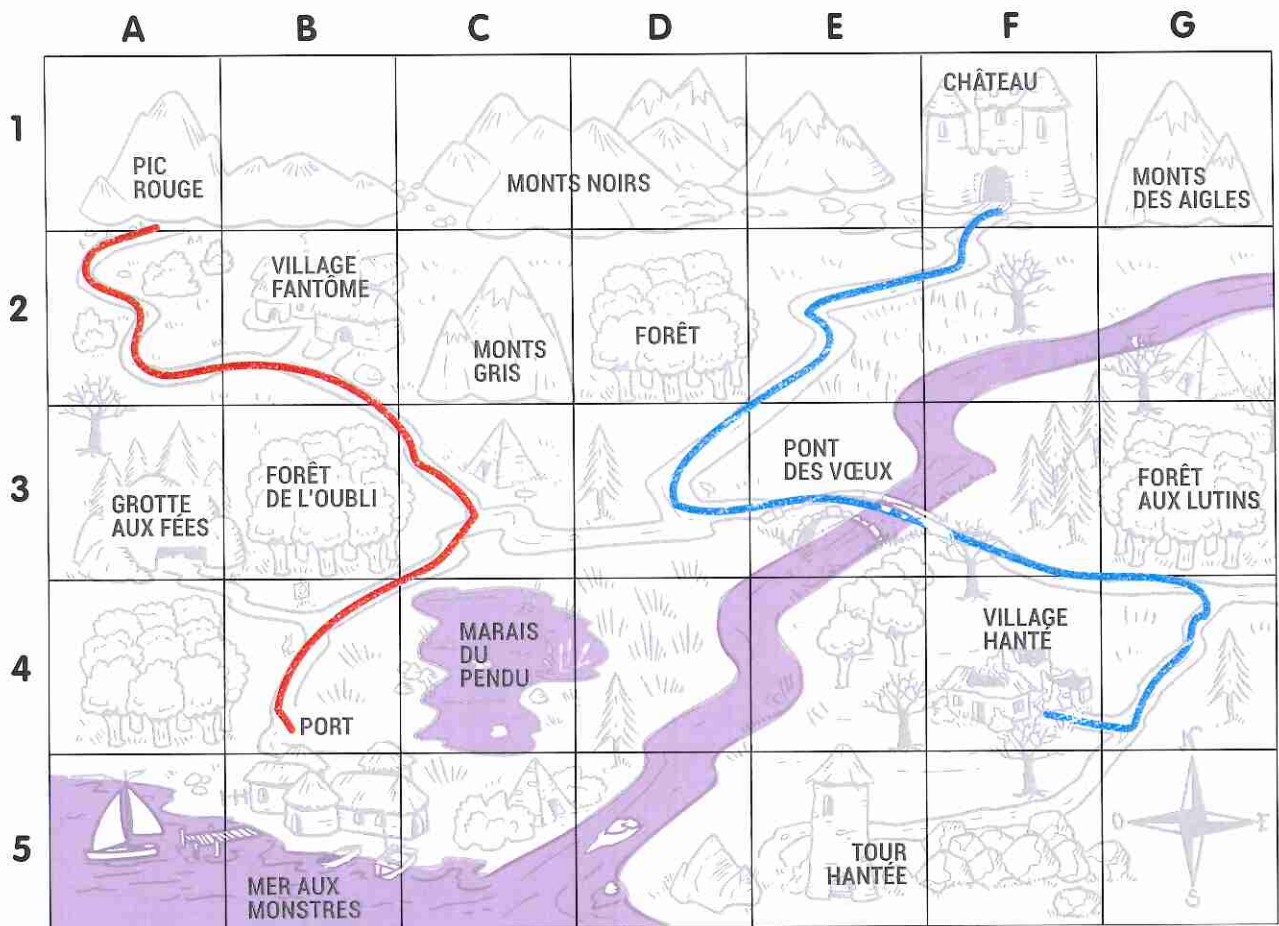 A B C D E F G
1
CHÂTEAU
PIC
ROUGE
MONTS NOIRS
MONTS
DES AIGLES
2
VILLAGE
FANTÔME
MONTS
GRIS
FORÊT
3
GROTTE
AUX FÉES
FORÊT
DE L'OUBLI
PONT
DES VŒUX
FORÊT
AUX LUTINS
4
PORT
MARAIS
DU
PENDU
VILLAGE
HANTÉ
5
MER AUX
MONSTRES
TOUR
HANTÉE
N
O E
S